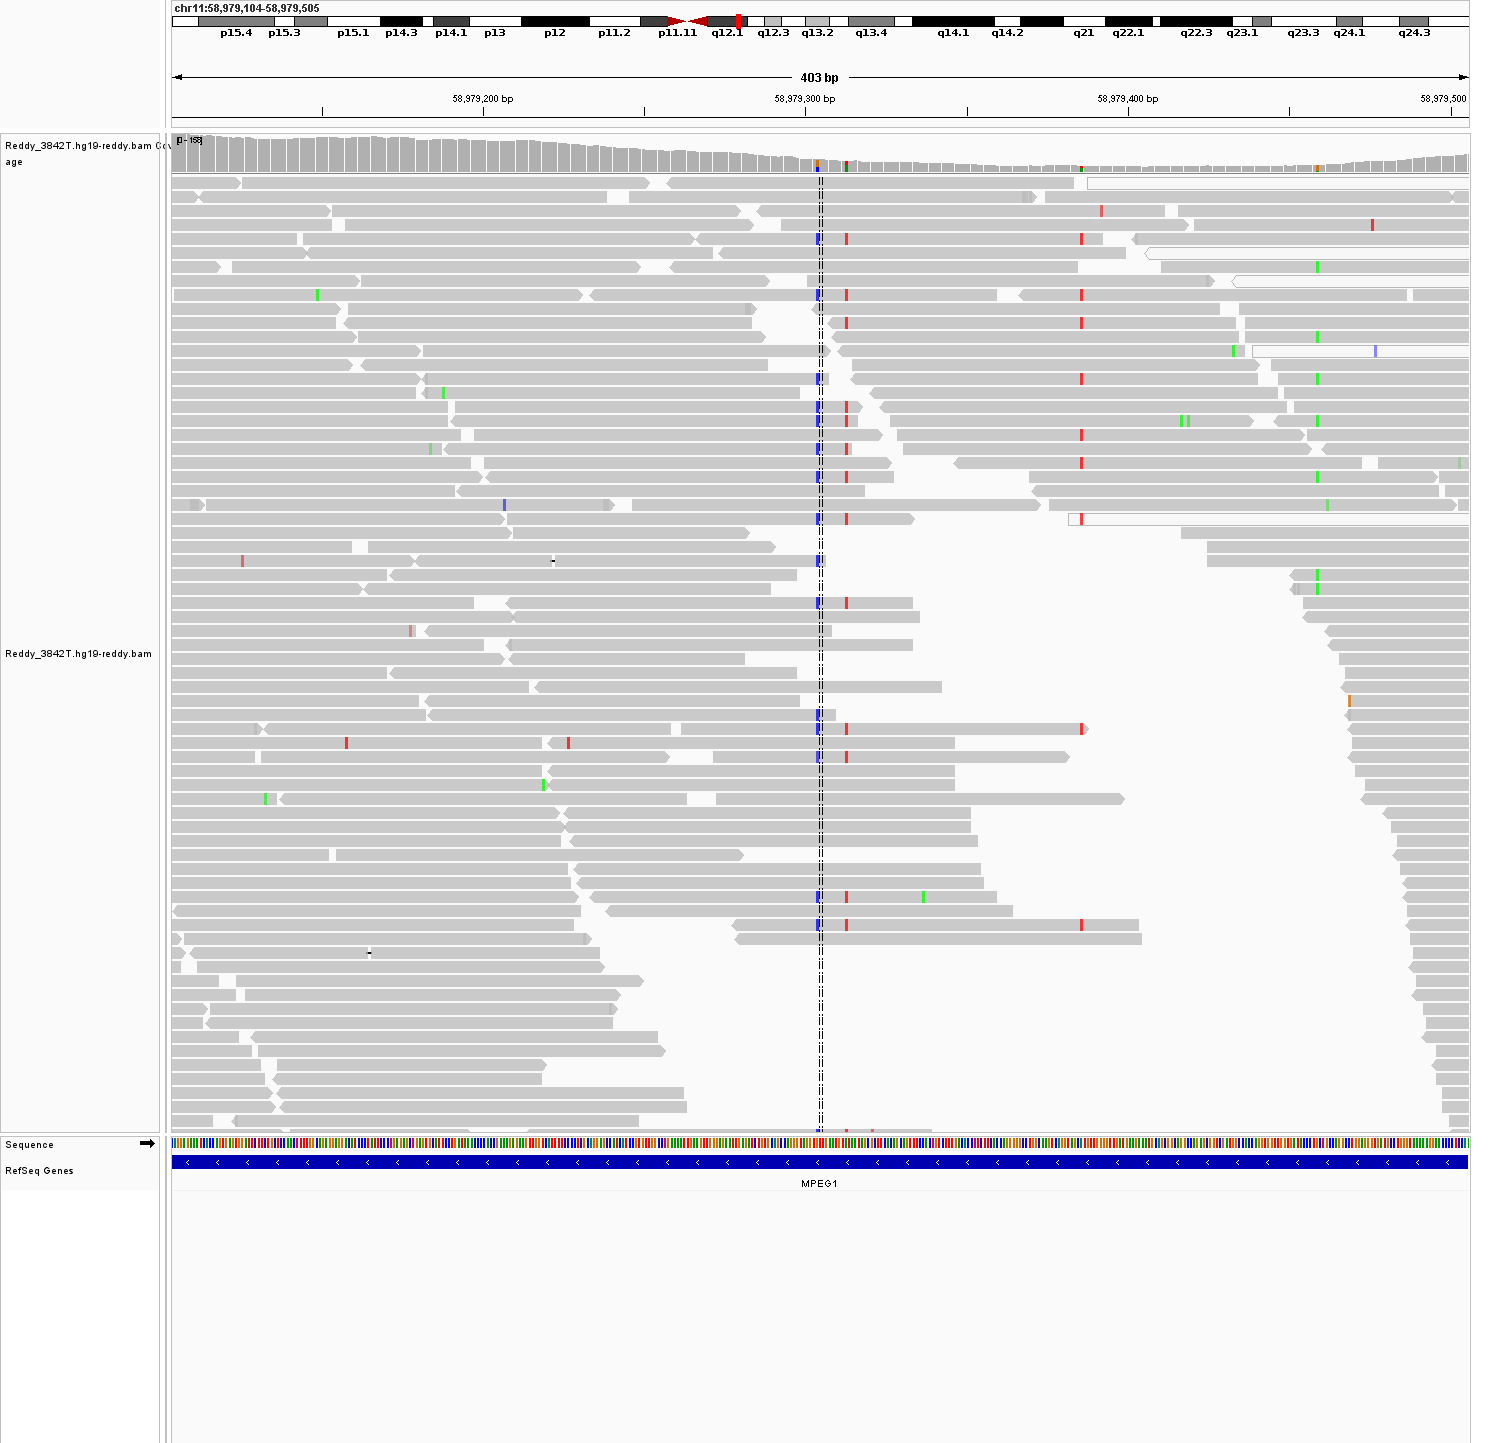 chr11:58,979,104-58,979,505
p15.4 p15.3 p15.1 p14.3 p14.1 p13 p12 p11.2 p11.11 q12.1 q12.3 q13.2 q13.4 q14.1 q14.2 q21 q22.1 q22.3 q23.1 q23.3 q24.1 q24.3
403 bp
58,979,200 bp 58,979,300 bp 58,979,400 bp 58,979,500
[0 - 158]
Reddy_3842T.hg19-reddy.bam Cov
age
Reddy_3842T.hg19-reddy.bam
Sequence
RefSeq Genes
MPEG1